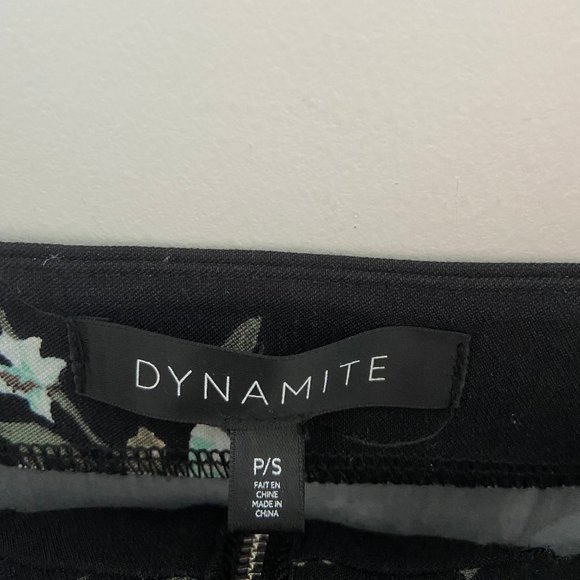 DYNAMITE
P/S
FAIT EN
CHINE
MADE IN
CHINA